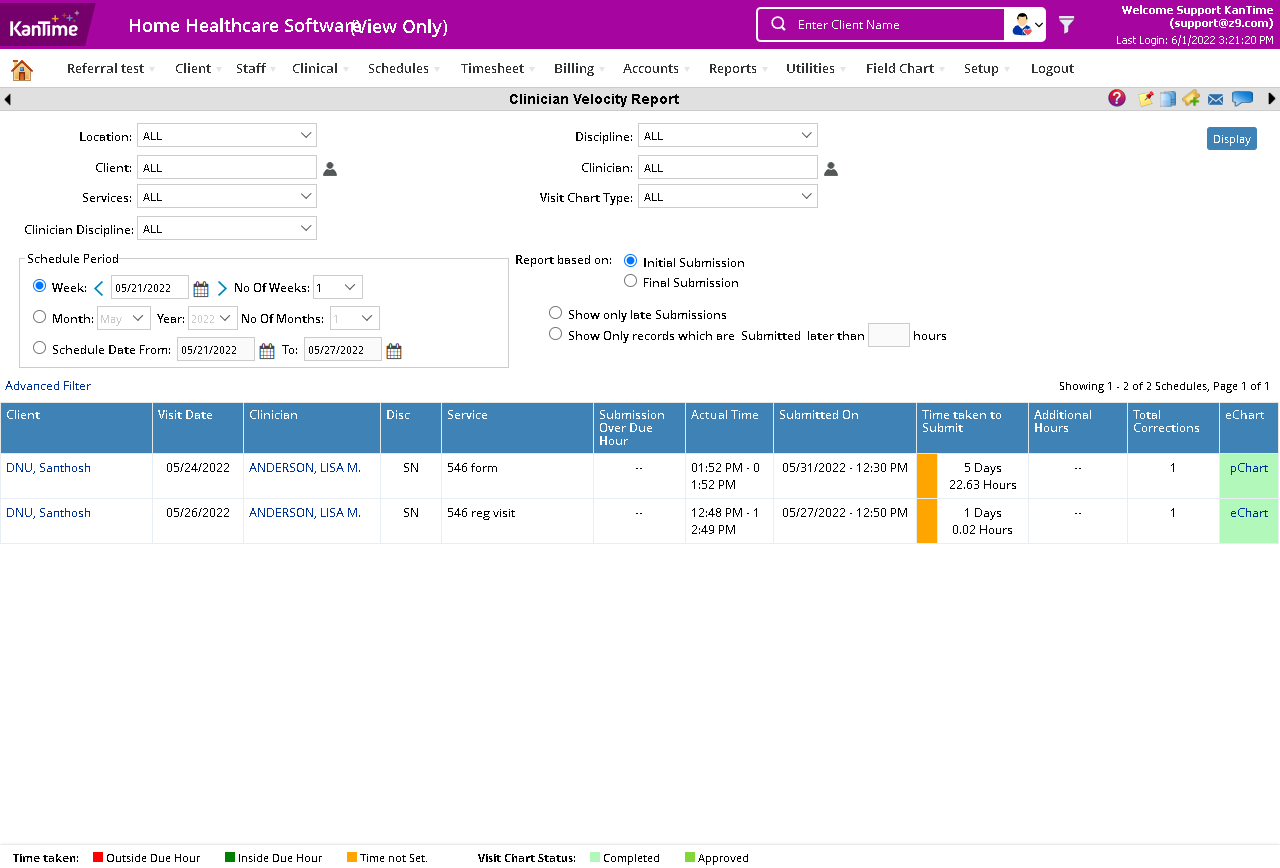 KanTime
Home Healthcare Software
(View Only)
Enter Client Name
Welcome Support KanTime
(support@z9.com)
Last Login: 6/1/2022 3:21:20 PM
Referral test Client Staff Clinical Schedules Timesheet Billing Accounts Reports Utilities Field Chart Setup Logout
Clinician Velocity Report
?
Location: ALL Discipline: ALL Display
Client: ALL Clinician: ALL
Services: ALL Visit Chart Type: ALL
Clinician Discipline: ALL
Schedule Period Report based on: Initial Submission
Week: 05/21/2022 No Of Weeks: 1 Final Submission
Month: May Year: 2022 No Of Months: 1 Show only late Submissions
Show Only records which are Submitted later than hours
Schedule Date From: 05/21/2022 To: 05/27/2022
Advanced Filter Showing 1 - 2 of 2 Schedules, Page 1 of 1
Client Visit Date Clinician Disc Service Submission Actual Time Submitted On Time taken to Additional Total eChart
Over Due Submit Hours Corrections
Hour
DNU, Santhosh 05/24/2022 ANDERSON, LISA M. SN 546 form -- 01:52 PM - 0 05/31/2022 - 12:30 PM 5 Days -- 1 pChart
1:52 PM 22.63 Hours
DNU, Santhosh 05/26/2022 ANDERSON, LISA M. SN 546 reg visit -- 12:48 PM - 1 05/27/2022 - 12:50 PM 1 Days -- 1 eChart
2:49 PM 0.02 Hours
Time taken: Outside Due Hour Inside Due Hour Time not Set. Visit Chart Status: Completed Approved